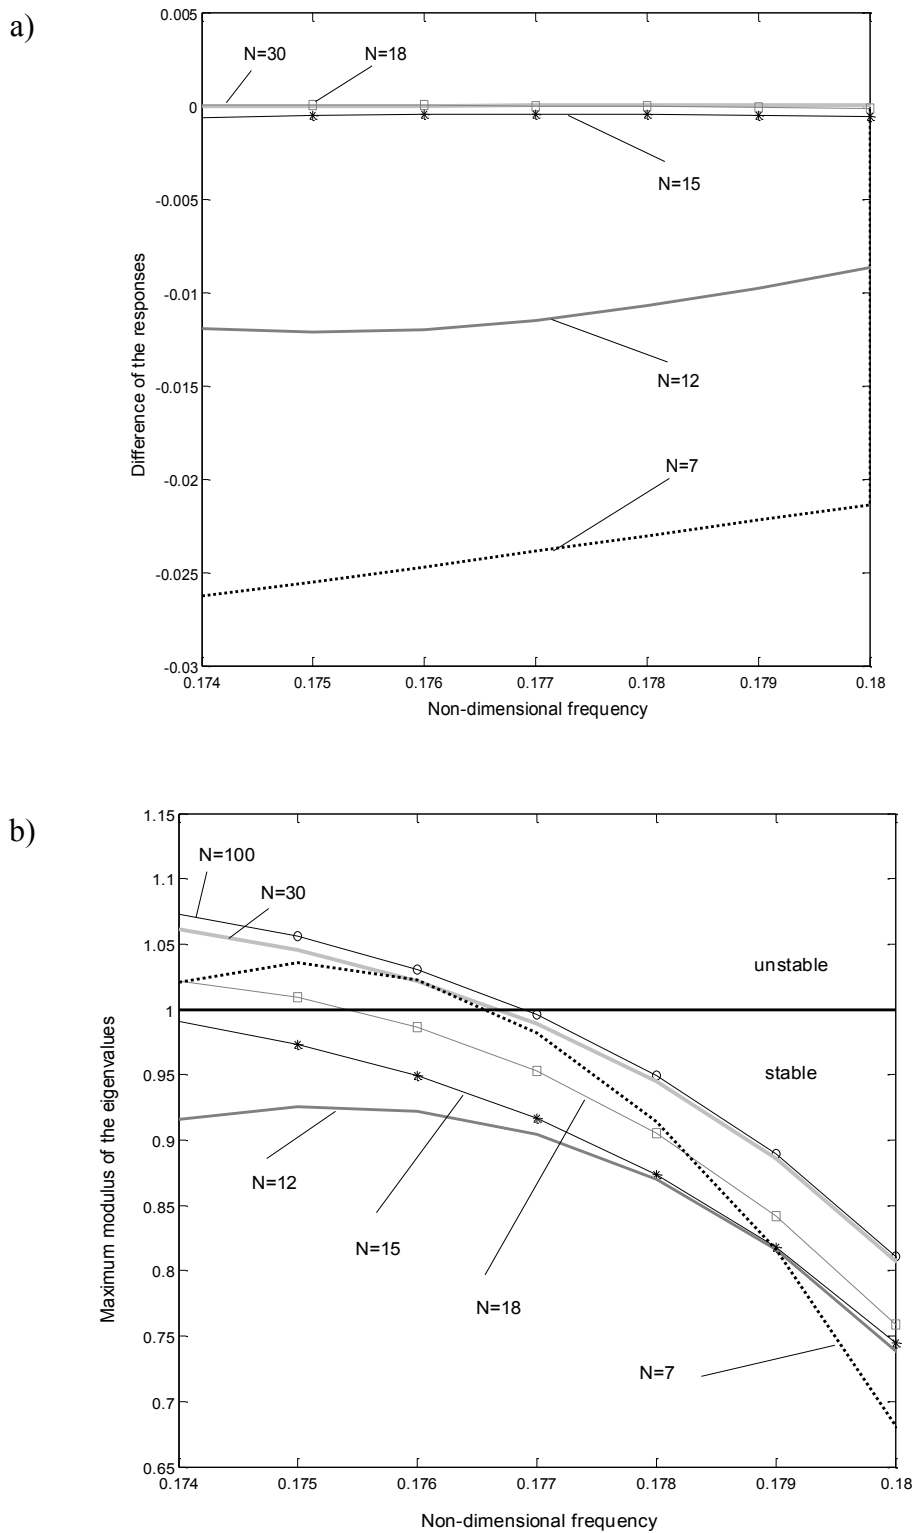 a)
0.005
N=30
N=18
0
N=15
-0.005
-0.01
N=12
-0.015
N=7
-0.02
-0.025
-0.03
Difference of the responses
0.174 0.175 0.176 0.177 0.178 0.179 0.18
Non-dimensional frequency
b)
1.15
N=100
1.1
N=30
1.05
unstable
1
stable
0.95
0.9
N=12
0.85
N=15
0.8
N=18
0.75
N=7
0.7
0.65
Maximum modulus of the eigenvalues
0.174 0.175 0.176 0.177 0.178 0.179 0.18
Non-dimensional frequency